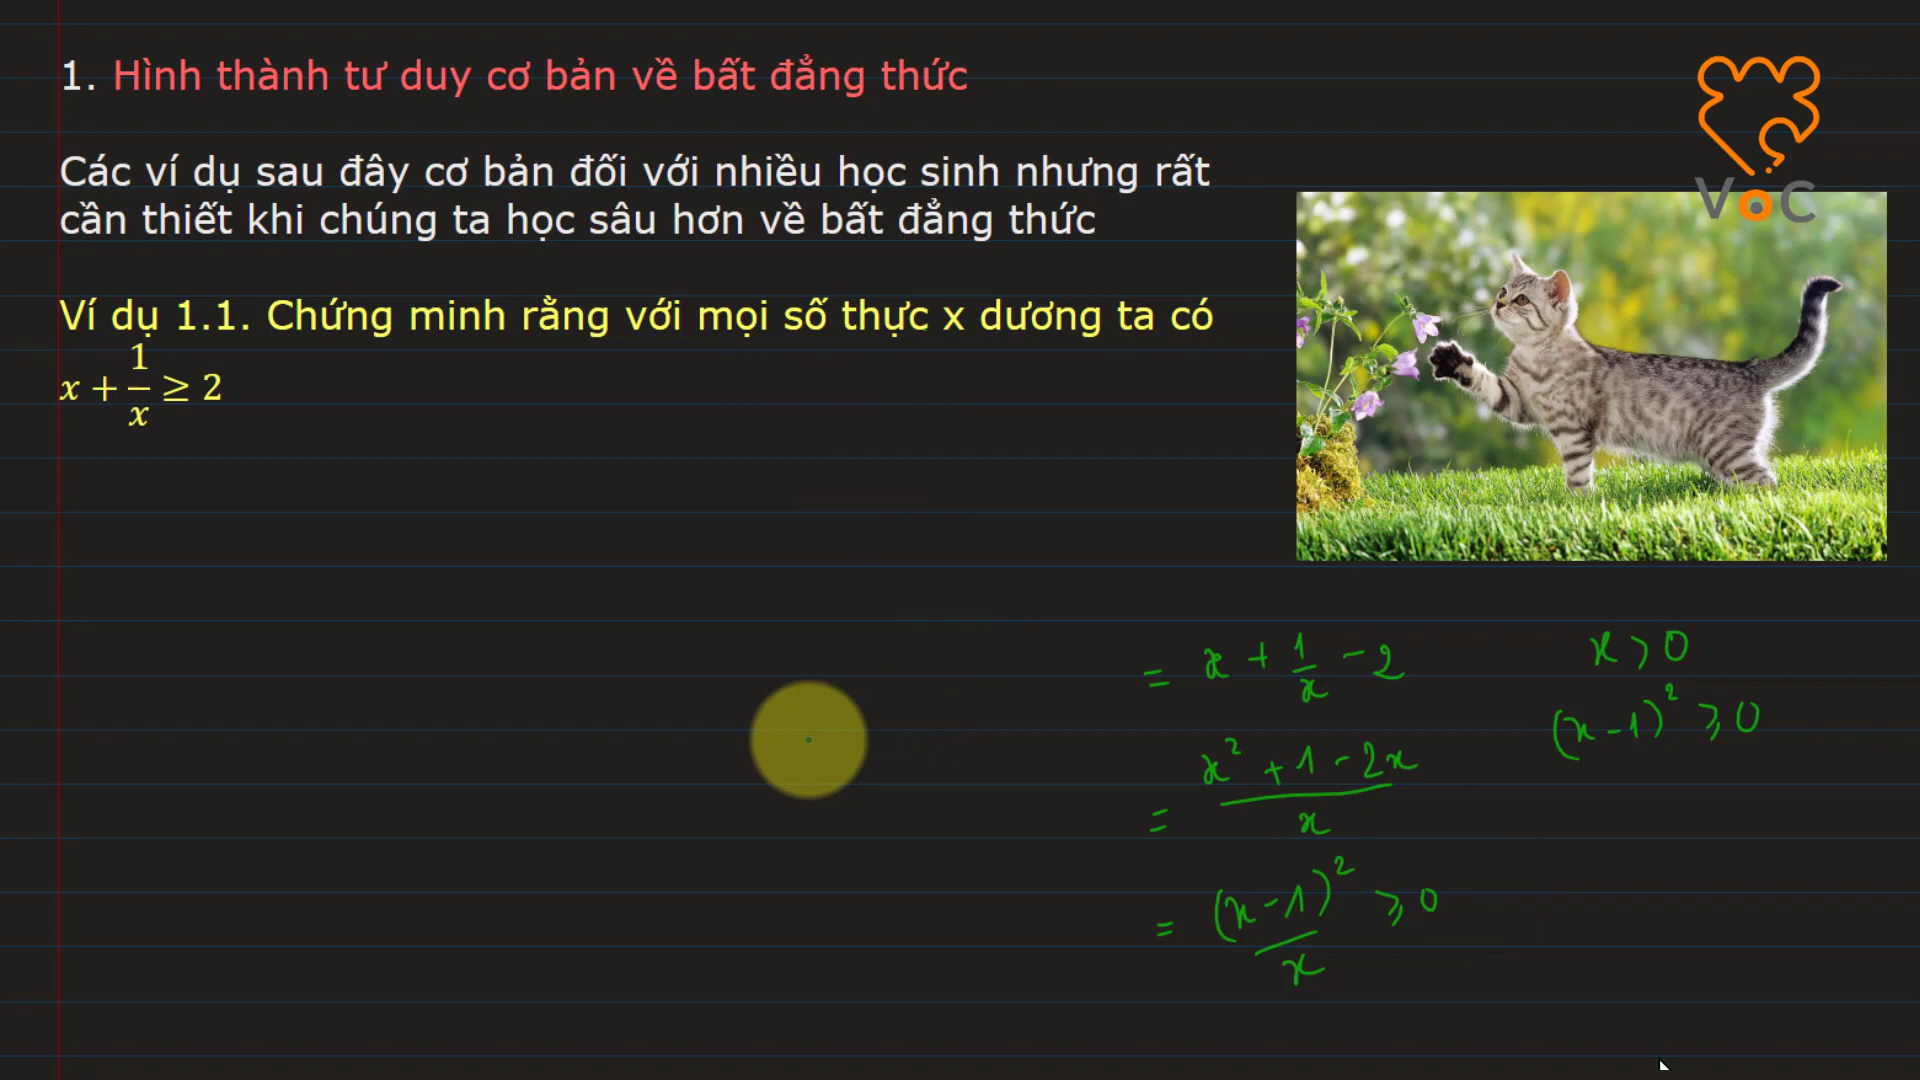 1. Hình thành tư duy cơ bản về bất đẳng thức
Các ví dụ sau đây cơ bản đối với nhiều học sinh nhưng rất
cần thiết khi chúng ta học sâu hơn về bất đẳng thức
Ví dụ 1.1. Chứng minh rằng với mọi số thực x dương ta có
x + 1/x ≥ 2
VOC
= x + 1/x - 2
x > 0
(x - 1)² ≥ 0
= (x² + 1 - 2x)/x
= (x - 1)²/x ≥ 0